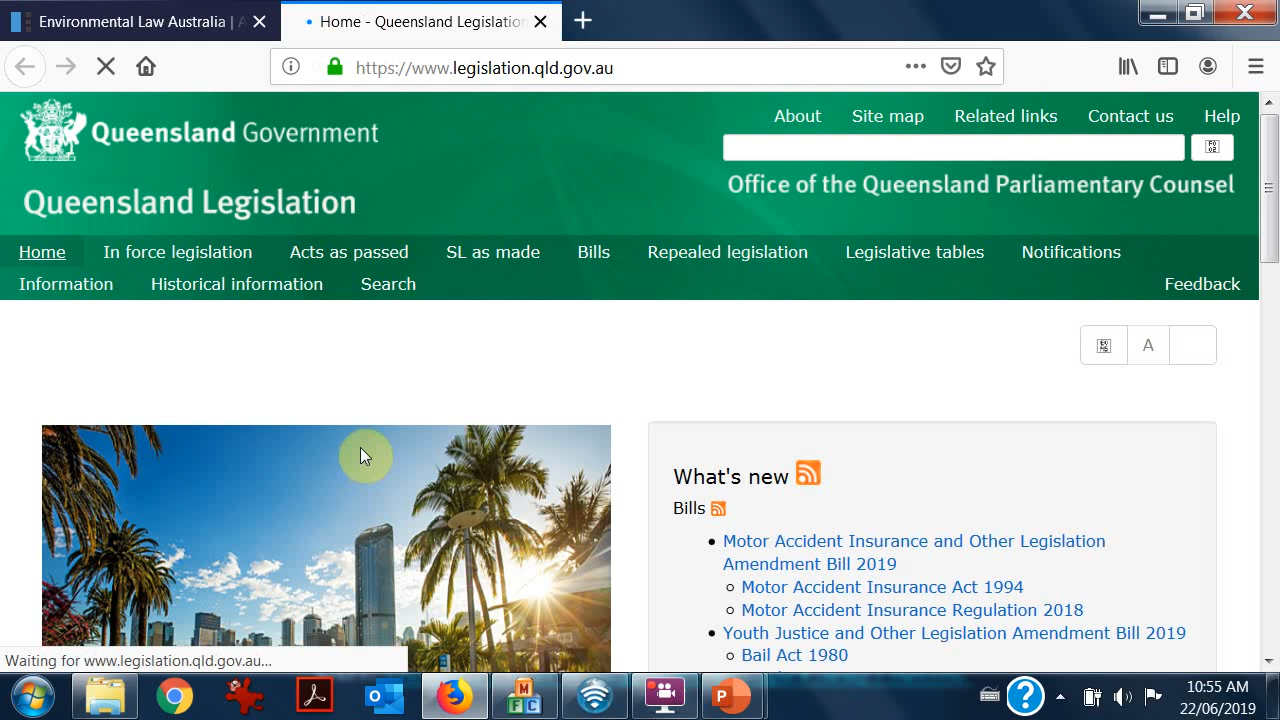 Environmental Law Australia | A
Home - Queensland Legislation
https://www.legislation.qld.gov.au
Queensland Government
About Site map Related links Contact us Help
Queensland Legislation
Office of the Queensland Parliamentary Counsel
Home In force legislation Acts as passed SL as made Bills Repealed legislation Legislative tables Notifications
Information Historical information Search Feedback
A
What's new
Bills
Motor Accident Insurance and Other Legislation
Amendment Bill 2019
Motor Accident Insurance Act 1994
Motor Accident Insurance Regulation 2018
Youth Justice and Other Legislation Amendment Bill 2019
Bail Act 1980
Waiting for www.legislation.qld.gov.au...
10:55 AM
22/06/2019